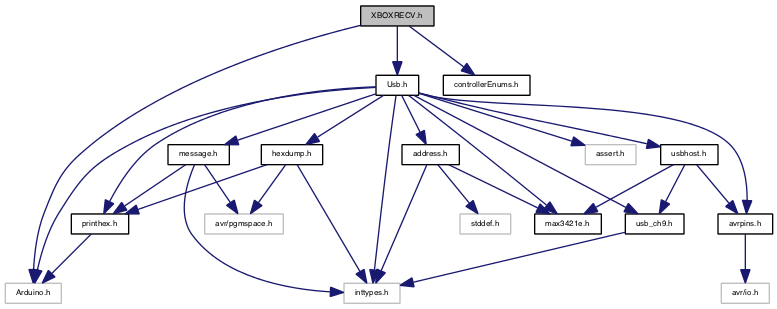 XBOXRECV.h
Usb.h
controllerEnums.h
message.h
hexdump.h
address.h
assert.h
usbhost.h
printhex.h
avr/pgmspace.h
stddef.h
max3421e.h
usb_ch9.h
avrpins.h
Arduino.h
inttypes.h
avr/io.h